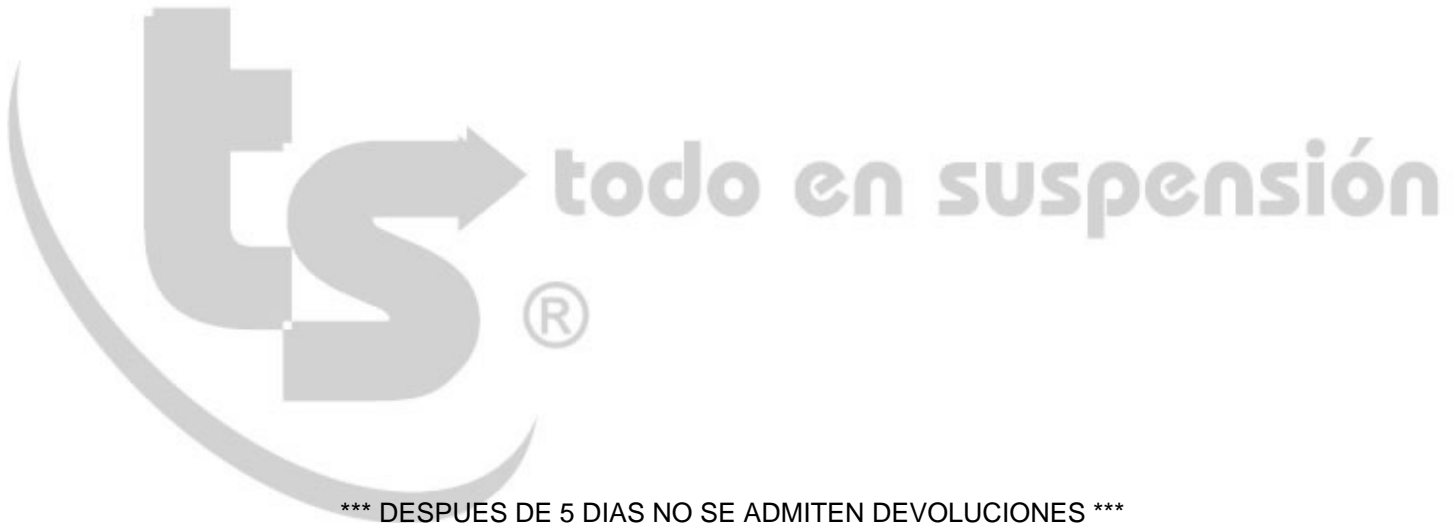 ts todo en suspensión
®
*** DESPUES DE 5 DIAS NO SE ADMITEN DEVOLUCIONES ***